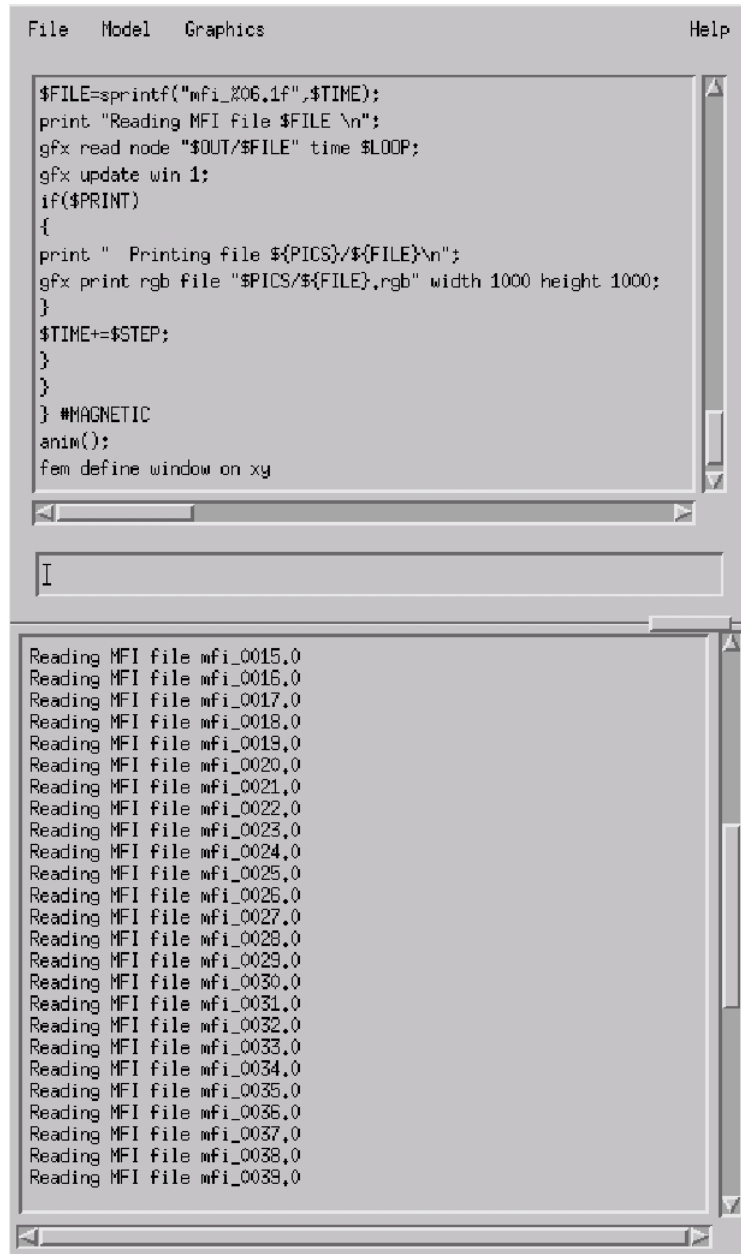 File Model Graphics Help
$FILE=sprintf("mfi_%06.1f",$TIME);
print "Reading MFI file $FILE \n";
gfx read node "$OUT/$FILE" time $LOOP;
gfx update win 1;
if($PRINT)
{
print "  Printing file ${PICS}/${FILE}\n";
gfx print rgb file "$PICS/${FILE}.rgb" width 1000 height 1000;
}
$TIME+=$STEP;
}
}
} #MAGNETIC
anim();
fem define window on xy
Reading MFI file mfi_0015.0
Reading MFI file mfi_0016.0
Reading MFI file mfi_0017.0
Reading MFI file mfi_0018.0
Reading MFI file mfi_0019.0
Reading MFI file mfi_0020.0
Reading MFI file mfi_0021.0
Reading MFI file mfi_0022.0
Reading MFI file mfi_0023.0
Reading MFI file mfi_0024.0
Reading MFI file mfi_0025.0
Reading MFI file mfi_0026.0
Reading MFI file mfi_0027.0
Reading MFI file mfi_0028.0
Reading MFI file mfi_0029.0
Reading MFI file mfi_0030.0
Reading MFI file mfi_0031.0
Reading MFI file mfi_0032.0
Reading MFI file mfi_0033.0
Reading MFI file mfi_0034.0
Reading MFI file mfi_0035.0
Reading MFI file mfi_0036.0
Reading MFI file mfi_0037.0
Reading MFI file mfi_0038.0
Reading MFI file mfi_0039.0